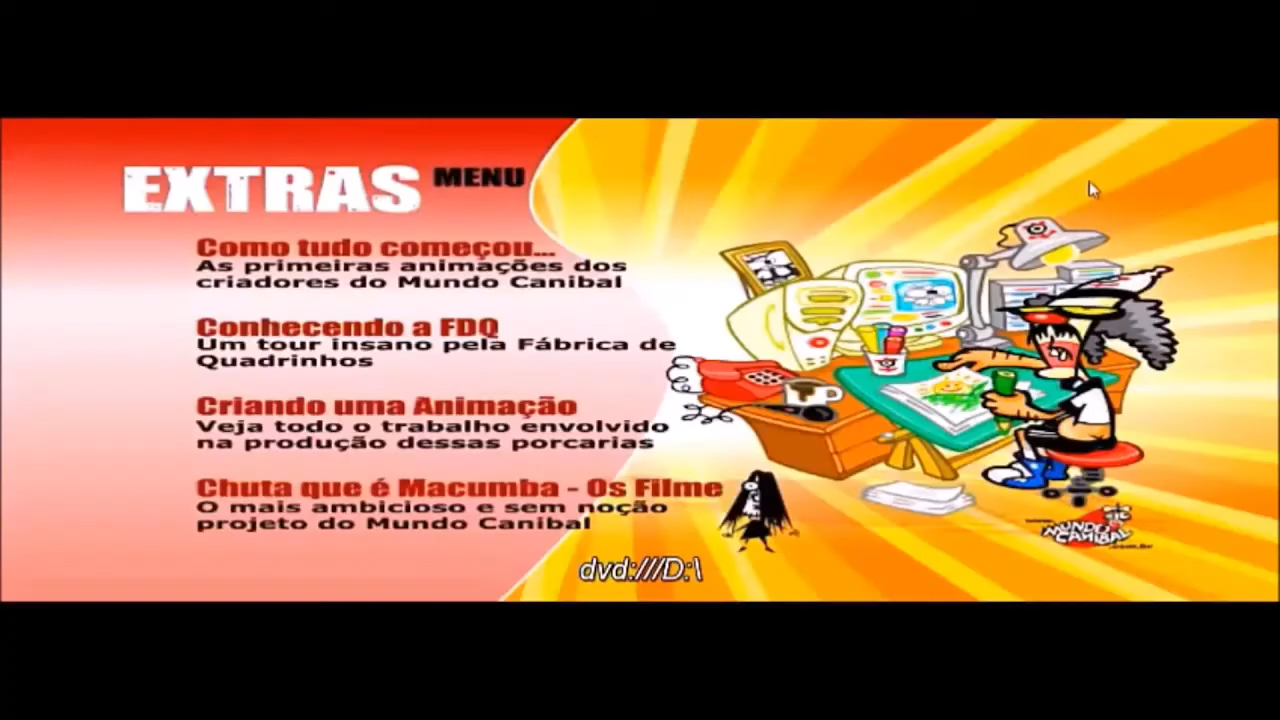 EXTRAS MENU
Como tudo começou...
As primeiras animações dos
criadores do Mundo Canibal
Conhecendo a FDQ
Um tour insano pela Fábrica de
Quadrinhos
Criando uma Animação
Veja todo o trabalho envolvido
na produção dessas porcarias
Chuta que é Macumba - Os Filme
O mais ambicioso e sem noção
projeto do Mundo Canibal
MUNDO
CANIBAL
dvd:///D:\